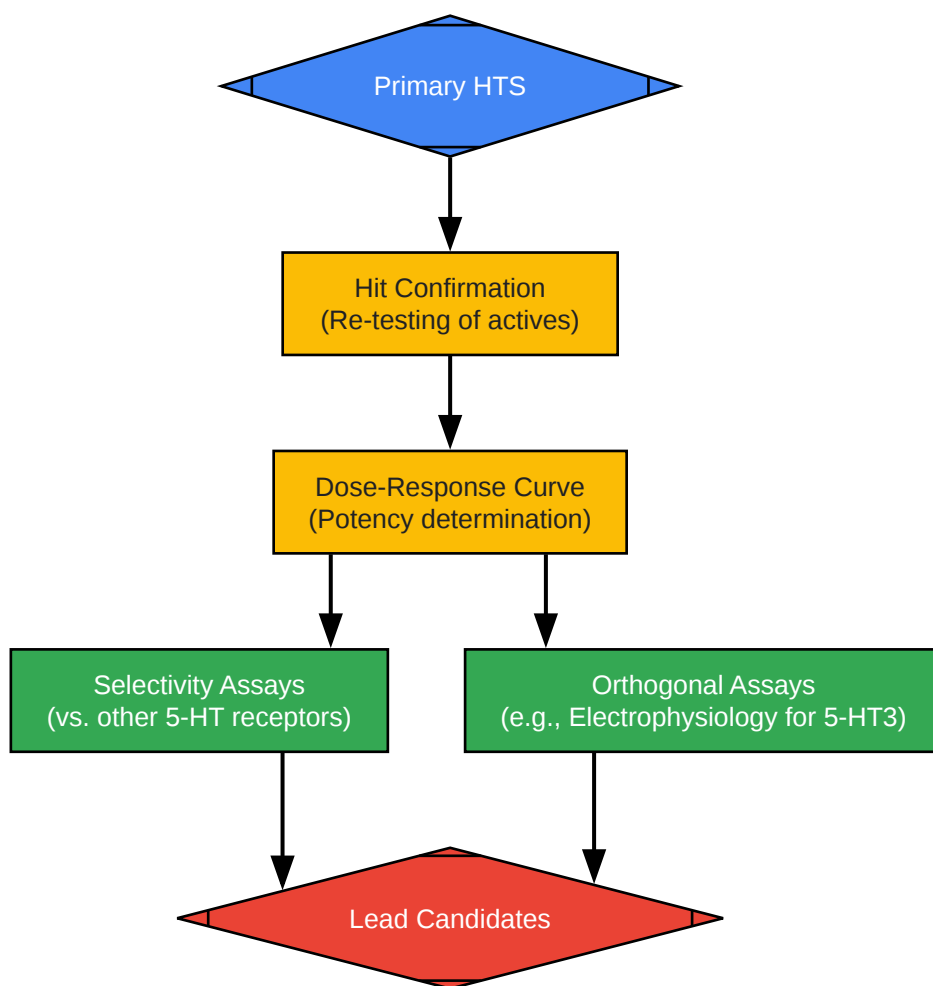 Primary HTS
Hit Confirmation
(Re-testing of actives)
Dose-Response Curve
(Potency determination)
Selectivity Assays
(vs. other 5-HT receptors)
Orthogonal Assays
(e.g., Electrophysiology for 5-HT3)
Lead Candidates